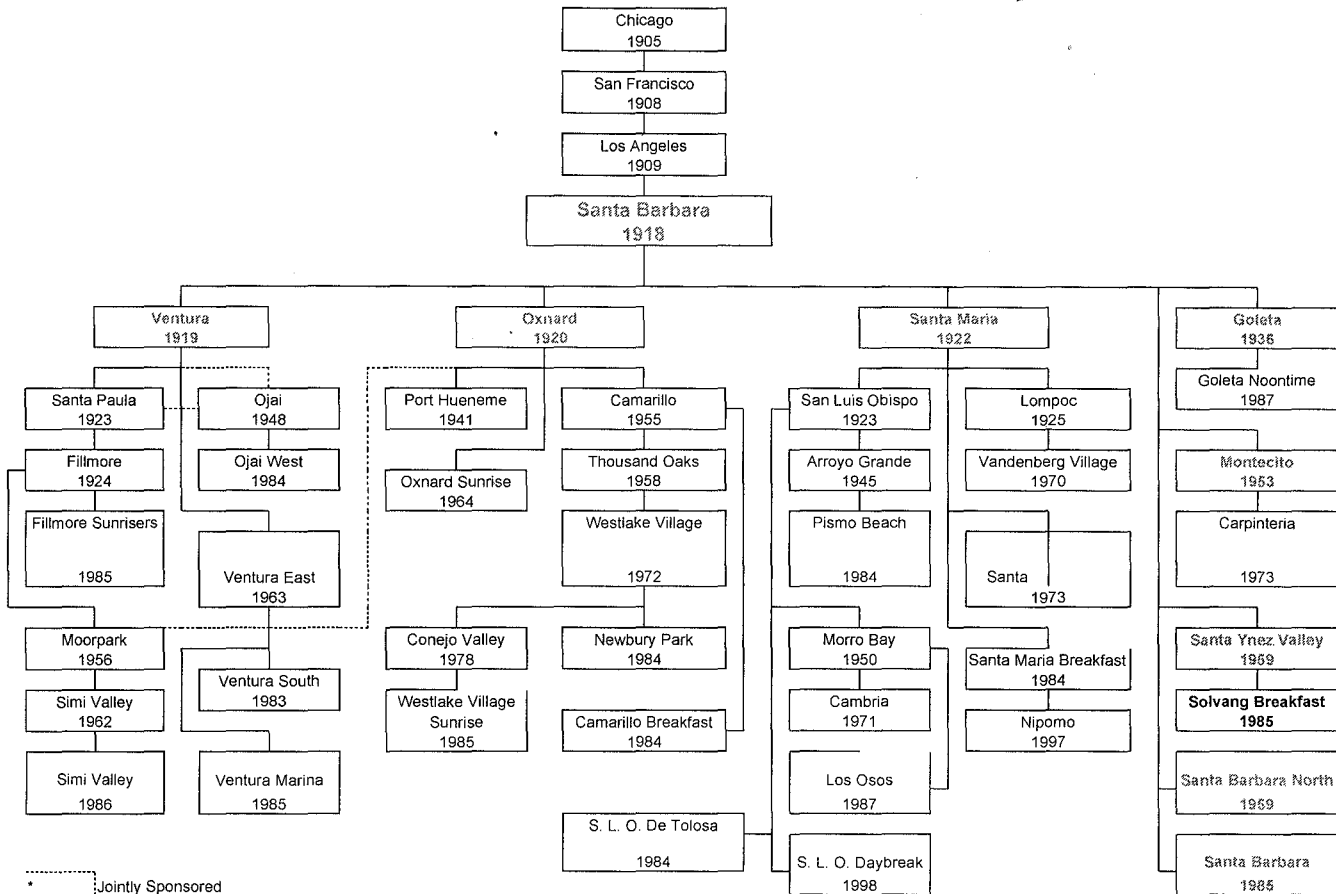 Chicago
1905
San Francisco
1908
Los Angeles
1909
Santa Barbara
1918
Ventura
1919
Oxnard
1920
Santa Maria
1922
Goleta
1936
Santa Paula
1923
Ojai
1948
Port Hueneme
1941
Camarillo
1955
San Luis Obispo
1923
Lompoc
1925
Goleta Noontime
1987
Fillmore
1924
Ojai West
1984
Oxnard Sunrise
1964
Thousand Oaks
1958
Arroyo Grande
1945
Vandenberg Village
1970
Montecito
1953
Fillmore Sunrisers
1985
Ventura East
1963
Westlake Village
1972
Pismo Beach
1984
Santa
1973
Carpinteria
1973
Moorpark
1956
Ventura South
1983
Conejo Valley
1978
Newbury Park
1984
Morro Bay
1950
Santa Maria Breakfast
1984
Santa Ynez Valley
1959
Simi Valley
1962
Westlake Village
Sunrise
1985
Camarillo Breakfast
1984
Cambria
1971
Nipomo
1997
Solvang Breakfast
1985
Simi Valley
1986
Ventura Marina
1985
Los Osos
1987
Santa Barbara North
1959
S. L. O. De Tolosa
1984
S. L. O. Daybreak
1998
Santa Barbara
1985
* Jointly Sponsored